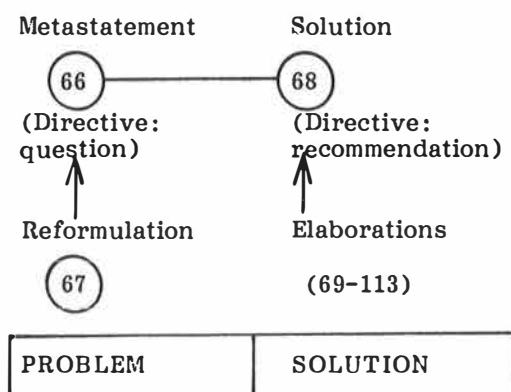 Metastatement Solution
66 68
(Directive: (Directive:
question) recommendation)
Reformulation Elaborations
67 (69-113)
PROBLEM SOLUTION